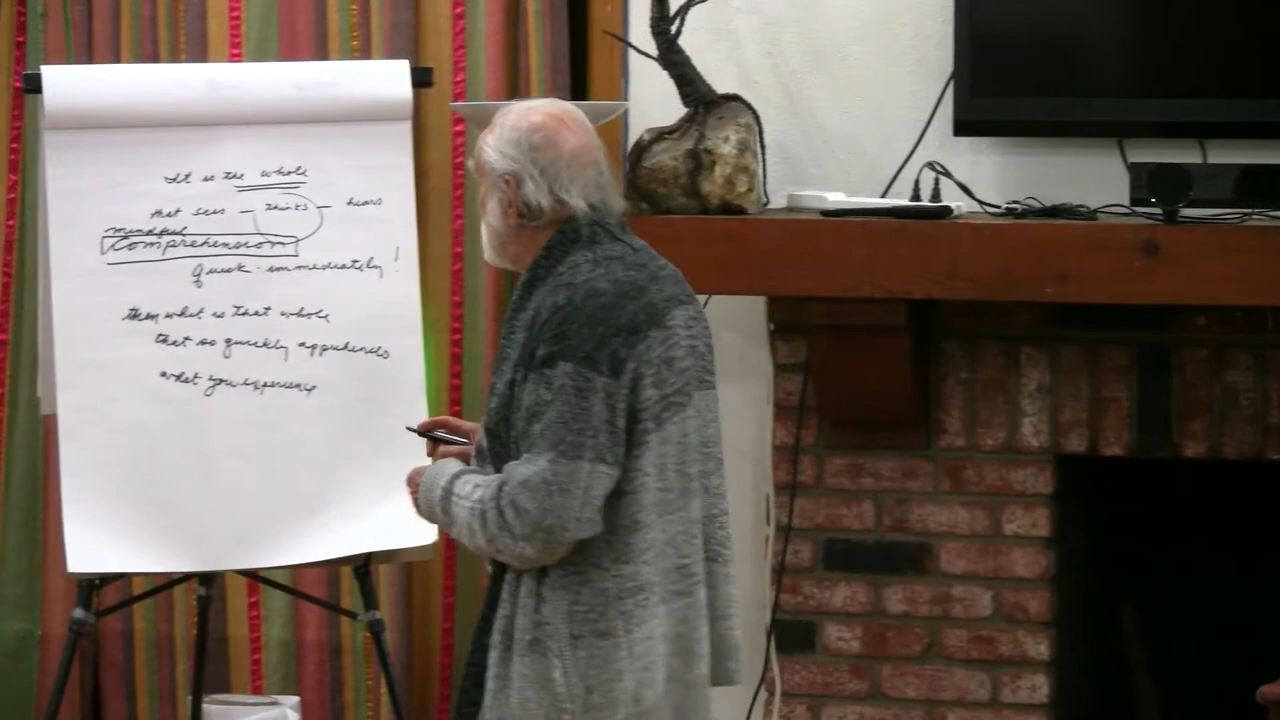 It is the whole
that sees - thinks - hears
mindful
Comprehension
Quick - immediately!
then what is that whole
that so quickly apprehends
what you experience